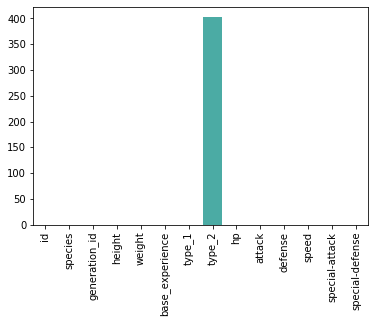 400
350
300
250
200
150
100
50
0
id
species
generation_id
height
weight
base_experience
type_1
type_2
hp
attack
defense
speed
special-attack
special-defense